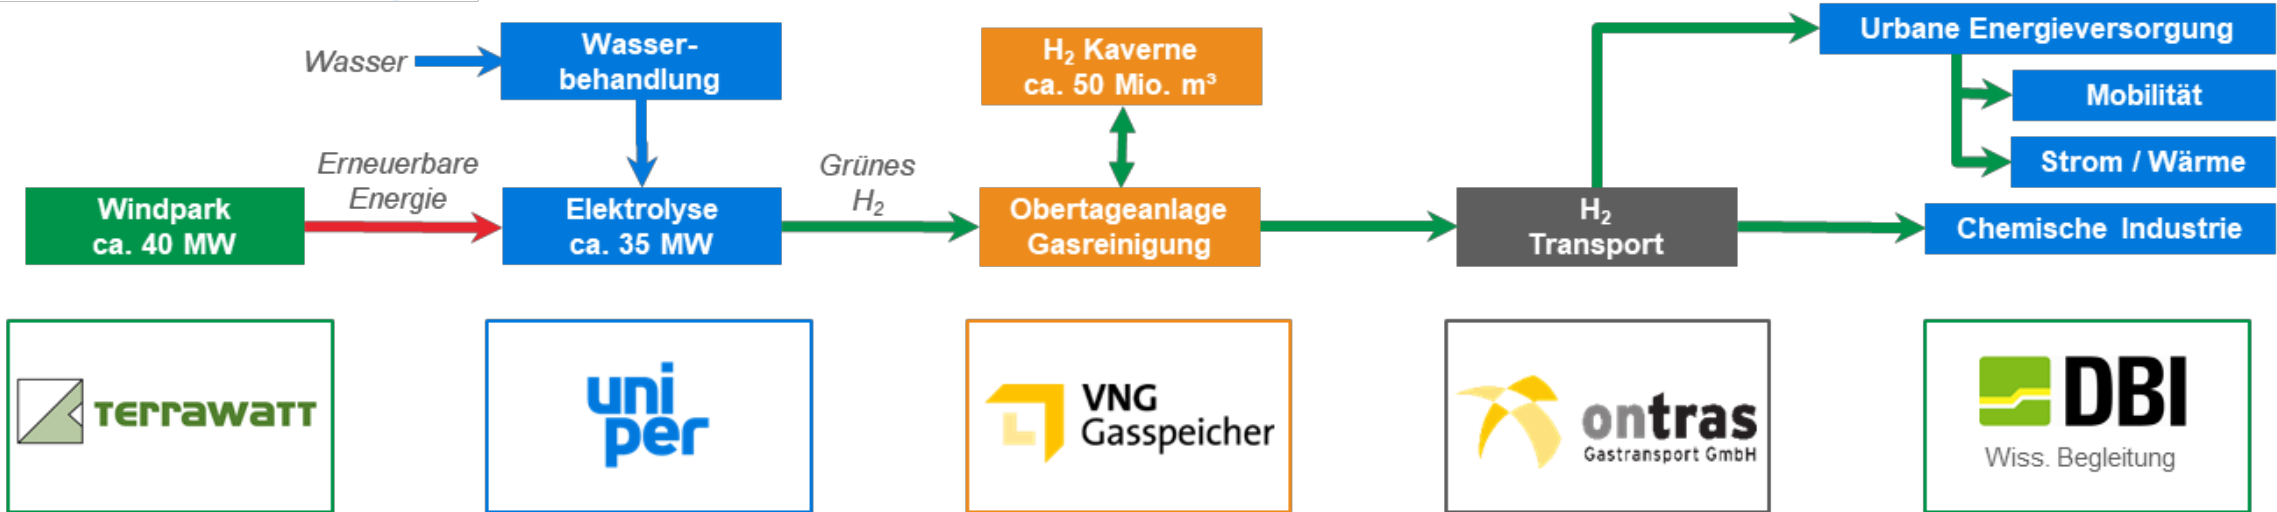 Wasser
Wasser-
behandlung
H₂ Kaverne
ca. 50 Mio. m³
Urbane Energieversorgung
Mobilität
Strom / Wärme
Erneuerbare
Energie
Grünes
H₂
Windpark
ca. 40 MW
Elektrolyse
ca. 35 MW
Obertageanlage
Gasreinigung
H₂
Transport
Chemische Industrie
TERRAWATT
uni
per
VNG
Gasspeicher
ontras
Gastransport GmbH
DBI
Wiss. Begleitung